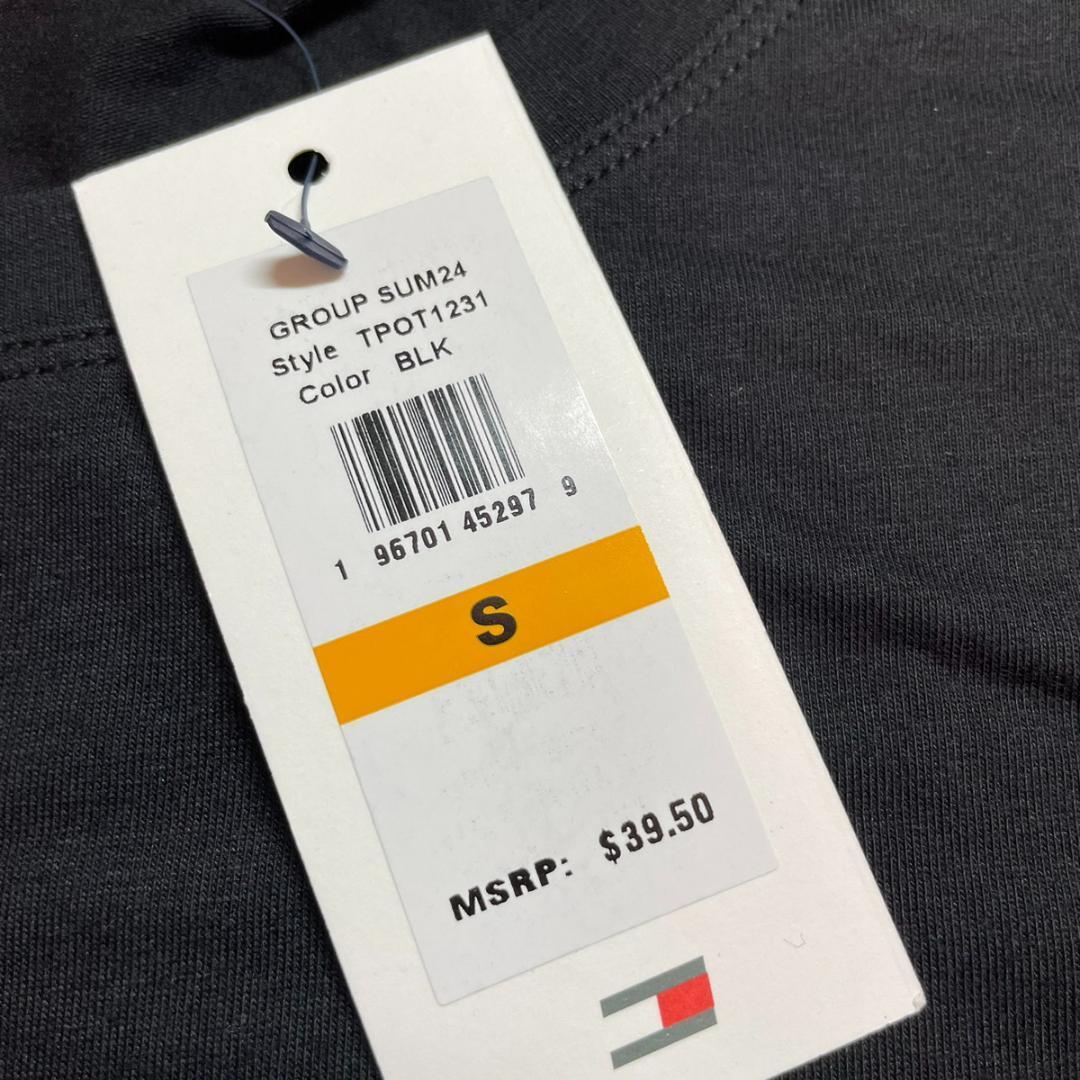 GROUP SUM24
Style TPOT1231
Color BLK
1 96701 45297 9
S
MSRP: $39.50